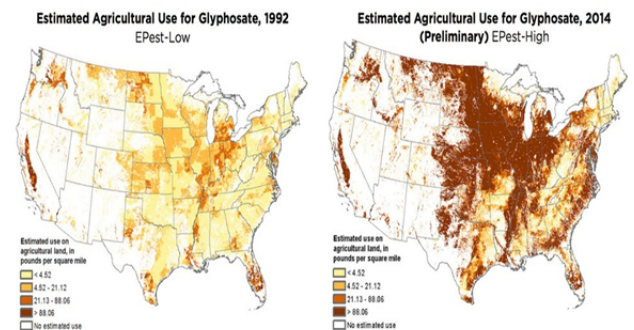 Estimated Agricultural Use for Glyphosate, 1992
EPest-Low
Estimated use on
agricultural land, in
pounds per square mile
< 4.52
4.52 - 21.12
21.13 - 88.06
> 88.06
No estimated use
Estimated Agricultural Use for Glyphosate, 2014
(Preliminary) EPest-High
Estimated use on
agricultural land, in
pounds per square mile
< 4.52
4.52 - 21.12
21.13 - 88.06
> 88.06
No estimated use